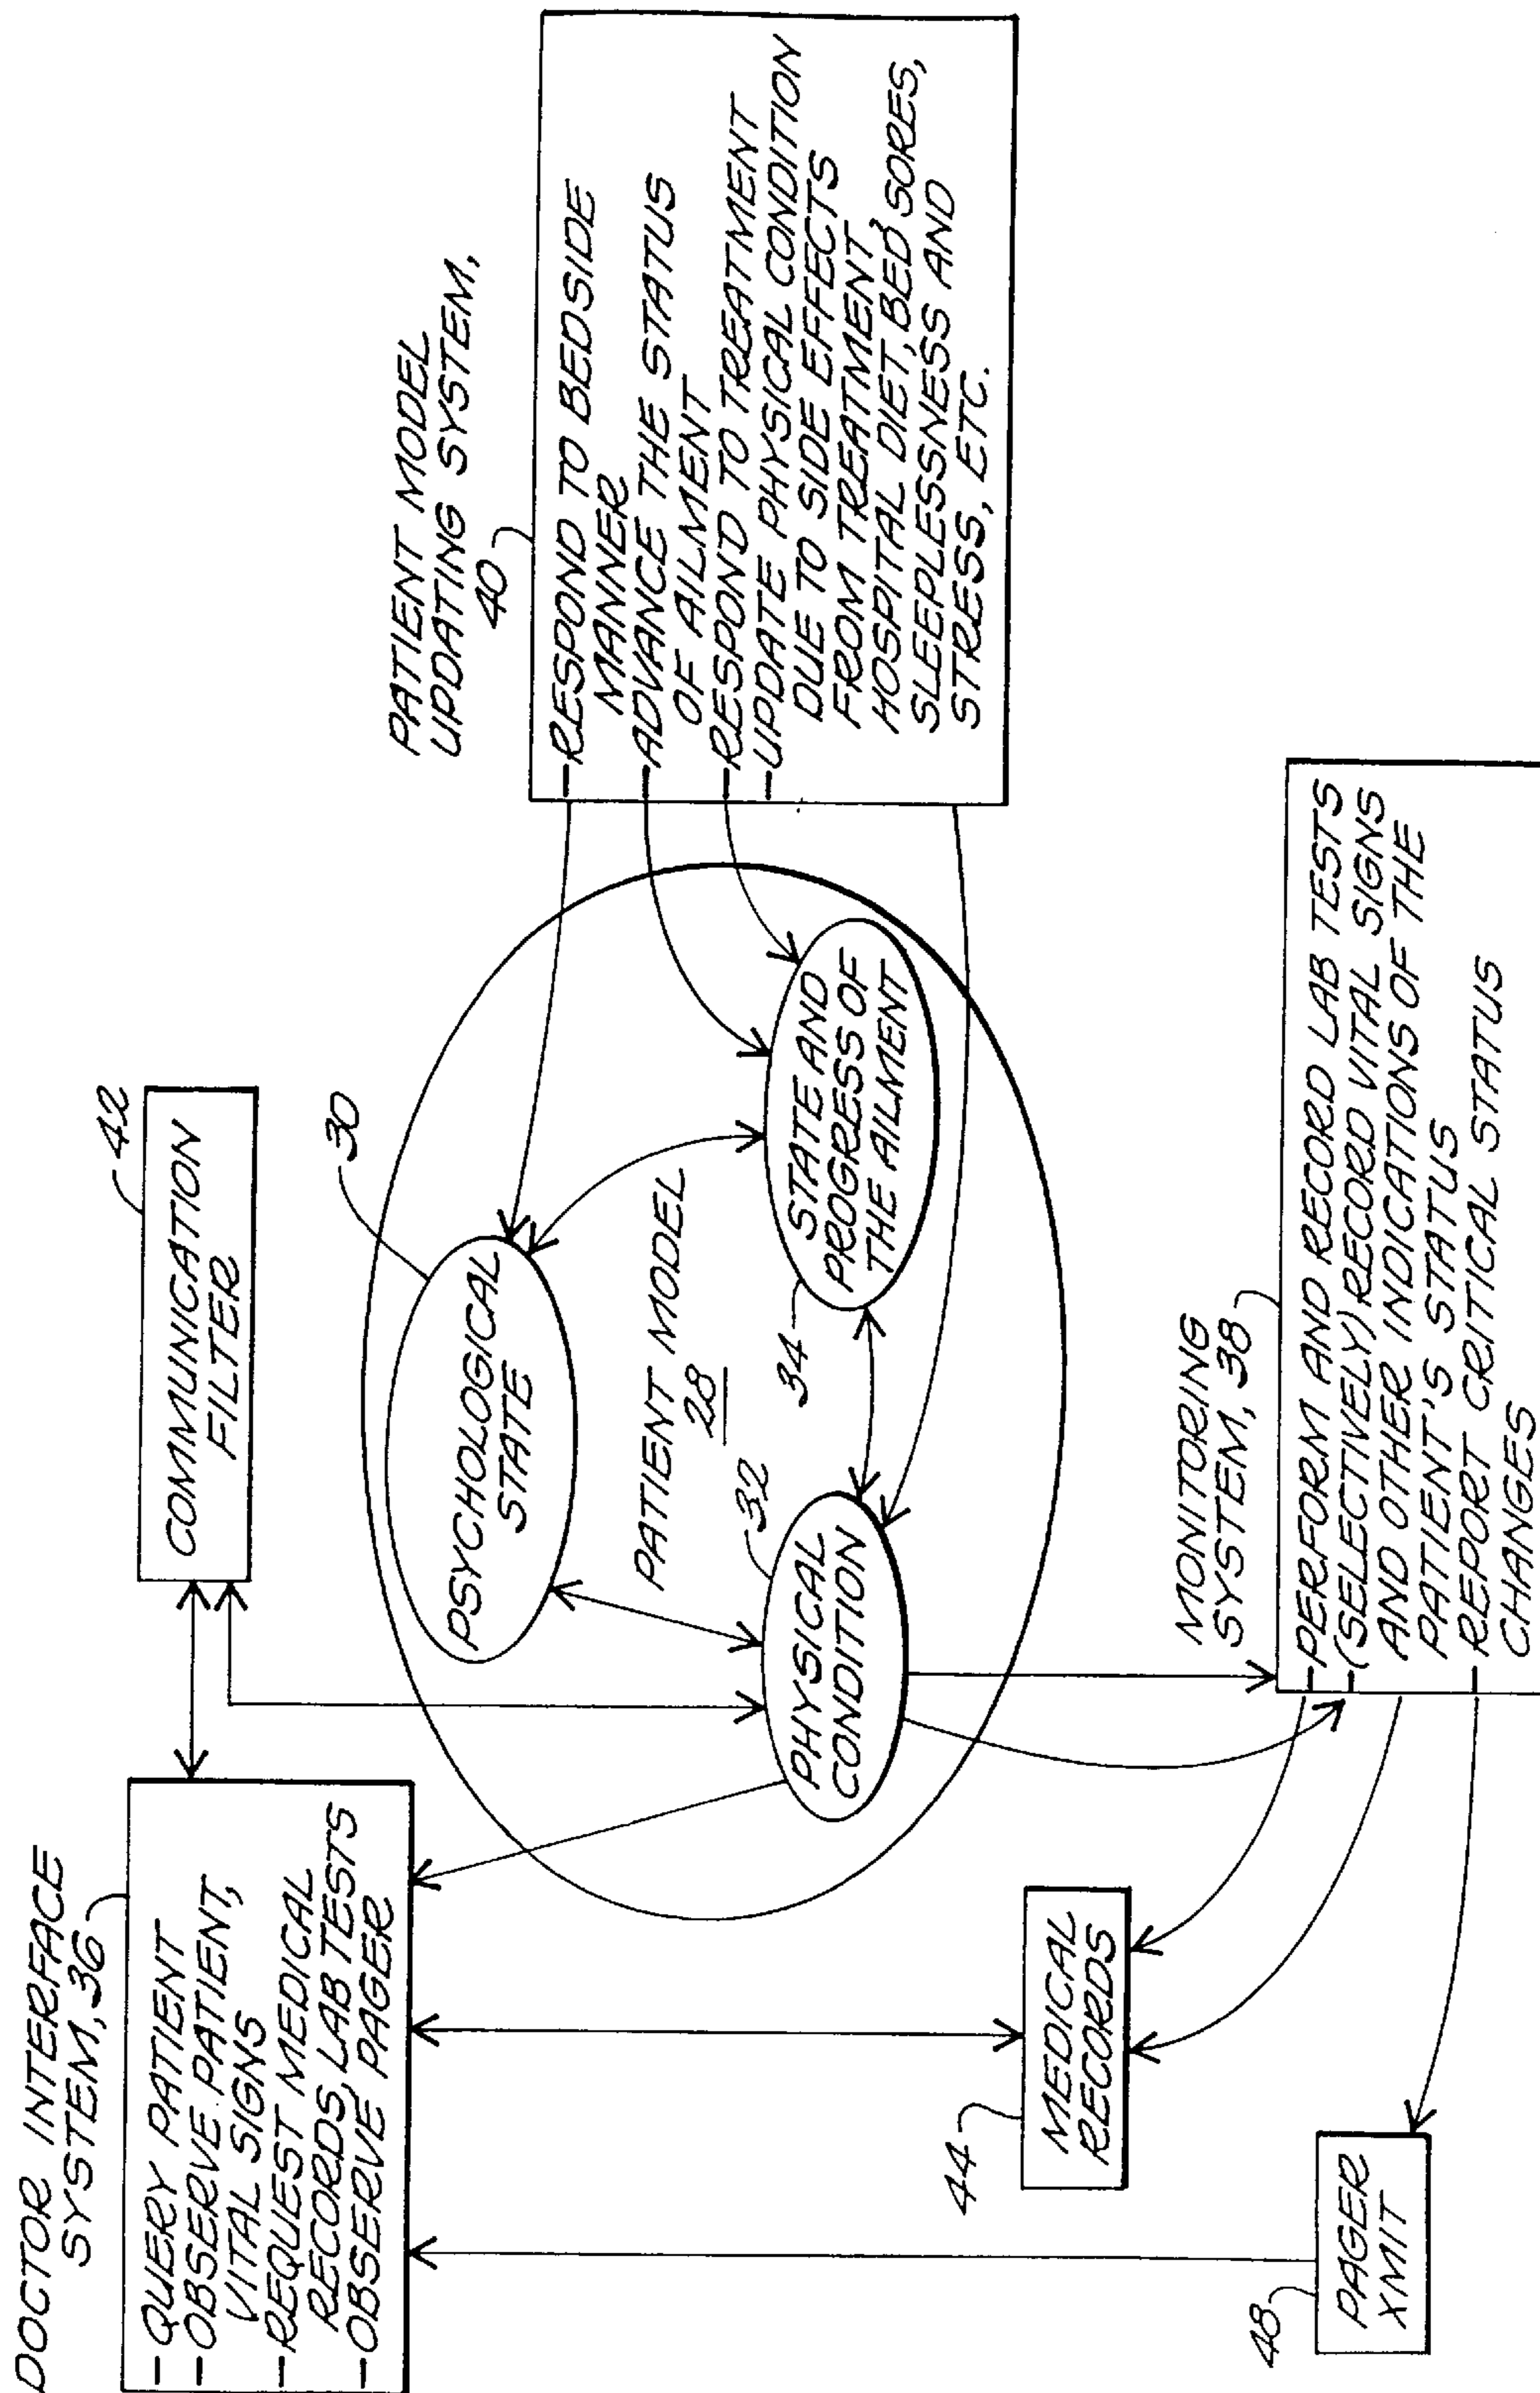 DOCTOR INTERFACE
SYSTEM, 36
-QUERY PATIENT
-OBSERVE PATIENT,
VITAL SIGNS
-REQUEST MEDICAL
RECORDS, LAB TESTS
-OBSERVE PAGER
COMMUNICATION
FILTER
42
PATIENT MODEL
UPDATING SYSTEM,
40
-RESPOND TO BEDSIDE
MANNER
-ADVANCE THE STATUS
OF AILMENT
-RESPOND TO TREATMENT
-UPDATE PHYSICAL CONDITION
DUE TO SIDE EFFECTS
FROM TREATMENT,
HOSPITAL DIET, BED SORES,
SLEEPLESSNESS AND
STRESS, ETC.
30
PSYCHOLOGICAL
STATE
PATIENT MODEL
28
32
PHYSICAL
CONDITION
34
STATE AND
PROGRESS OF
THE AILMENT
44
MEDICAL
RECORDS
48
PAGER
XMIT
MONITORING
SYSTEM, 38
-PERFORM AND RECORD LAB TESTS
-(SELECTIVELY) RECORD VITAL SIGNS
AND OTHER INDICATIONS OF THE
PATIENT'S STATUS
-REPORT CRITICAL STATUS
CHANGES